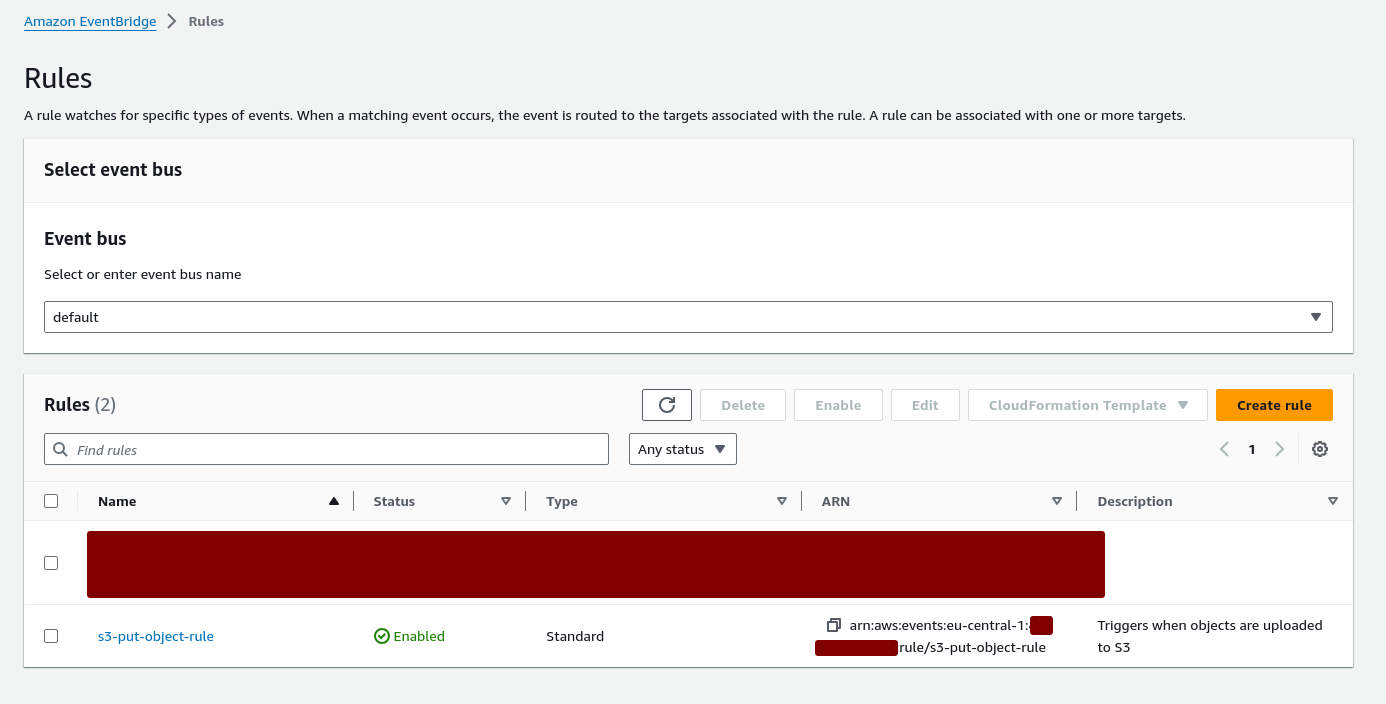 Amazon EventBridge > Rules
Rules
A rule watches for specific types of events. When a matching event occurs, the event is routed to the targets associated with the rule. A rule can be associated with one or more targets.
Select event bus
Event bus
Select or enter event bus name
default
Rules (2)
Delete
Enable
Edit
CloudFormation Template
Create rule
Find rules
Any status
1
Name
Status
Type
ARN
Description
s3-put-object-rule
Enabled
Standard
arn:aws:events:eu-central-1:
:rule/s3-put-object-rule
Triggers when objects are uploaded
to S3